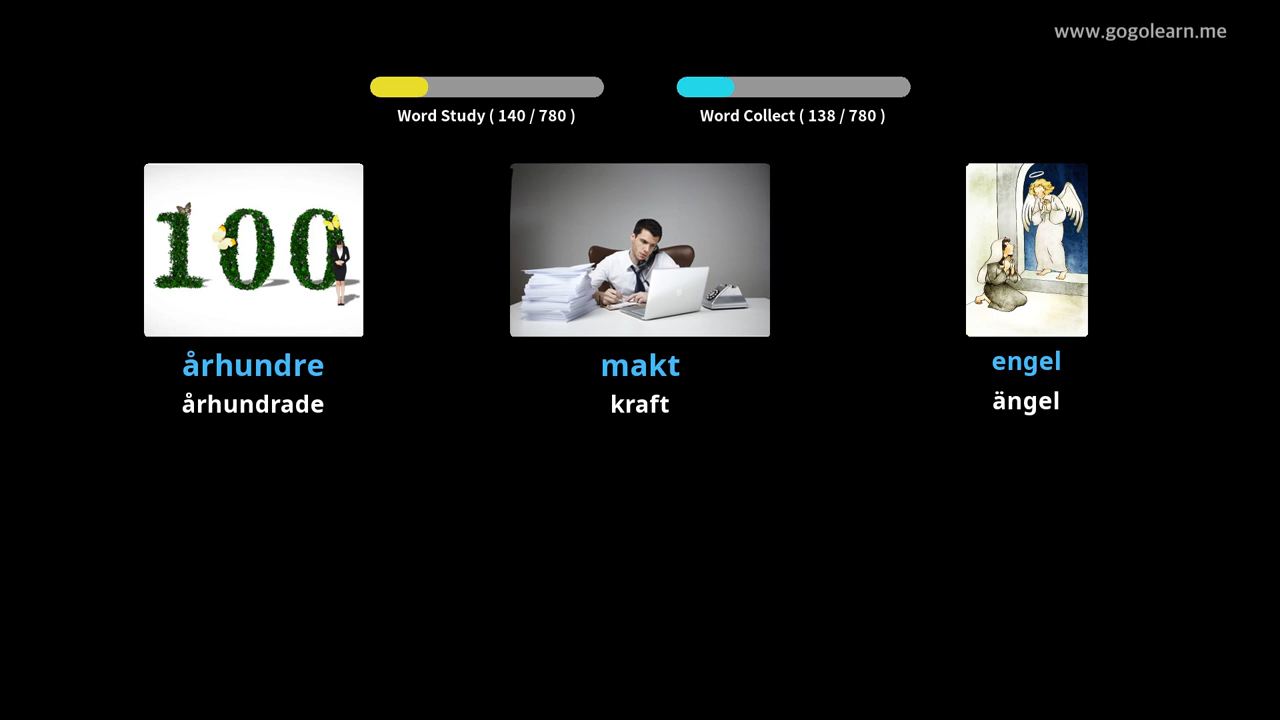 www.gogolearn.me
Word Study ( 140 / 780 )
Word Collect ( 138 / 780 )
100
århundre
århundrade
makt
kraft
engel
ängel